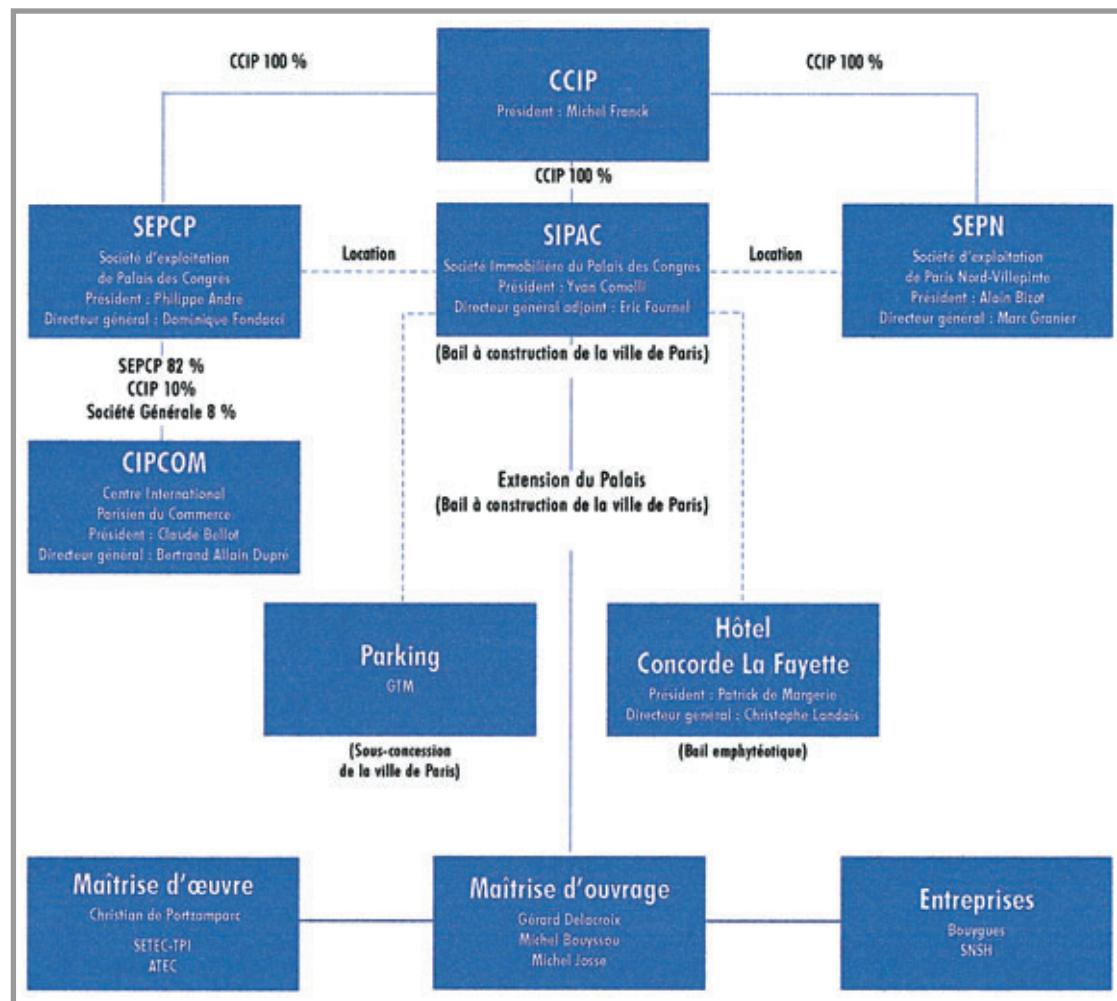 CCIP 100 %
CCIP 100 %
CCIP
Président : Michel Franck
CCIP 100 %
SEPCP
Société d'exploitation
de Palais des Congrès
Président : Philippe André
Directeur général : Dominique Fondacci
Location
SIPAC
Société Immobilière du Palais des Congrès
Président : Yvan Comolli
Directeur général adjoint : Eric Fournel
Location
SEPN
Société d'exploitation
de Paris Nord-Villepinte
Président : Alain Bizot
Directeur général : Marc Granier
(Bail à construction de la ville de Paris)
SEPCP 82 %
CCIP 10%
Société Générale 8 %
CIPCOM
Centre International
Parisien du Commerce
Président : Claude Bellot
Directeur général : Bertrand Allain Dupré
Extension du Palais
(Bail à construction de la ville de Paris)
Parking
GTM
(Sous-concession
de la ville de Paris)
Hôtel
Concorde La Fayette
Président : Patrick de Margerie
Directeur général : Christophe Landais
(Bail emphytéotique)
Maîtrise d'œuvre
Christian de Portzamparc
SETEC-TPI
ATEC
Maîtrise d'ouvrage
Gérard Delacroix
Michel Bouyssou
Michel Josse
Entreprises
Bouygues
SNSH